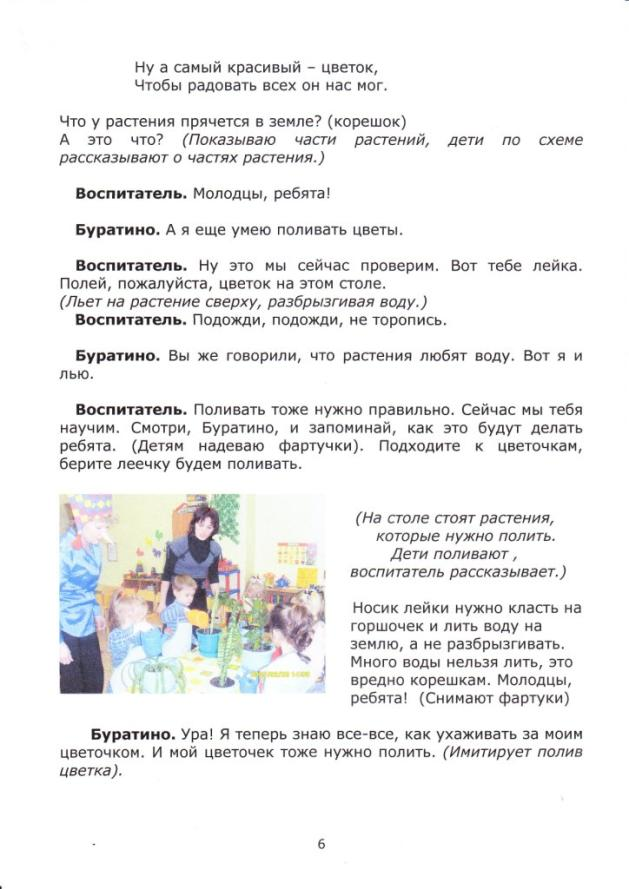 Ну а самый красивый – цветок,
Чтобы радовать всех он нас мог.
Что у растения прячется в земле? (корешок)
А это что? (Показываю части растений, дети по схеме
рассказывают о частях растения.)
Воспитатель. Молодцы, ребята!
Буратино. А я еще умею поливать цветы.
Воспитатель. Ну это мы сейчас проверим. Вот тебе лейка.
Полей, пожалуйста, цветок на этом столе.
(Льет на растение сверху, разбрызгивая воду.)
Воспитатель. Подожди, подожди, не торопись.
Буратино. Вы же говорили, что растения любят воду. Вот я и
лью.
Воспитатель. Поливать тоже нужно правильно. Сейчас мы тебя
научим. Смотри, Буратино, и запоминай, как это будут делать
ребята. (Детям надеваю фартучки). Подходите к цветочкам,
берите леечку будем поливать.
(На столе стоят растения,
которые нужно полить.
Дети поливают ,
воспитатель рассказывает.)
Носик лейки нужно класть на
горшочек и лить воду на
землю, а не разбрызгивать.
Много воды нельзя лить, это
вредно корешкам. Молодцы,
ребята! (Снимают фартуки)
Буратино. Ура! Я теперь знаю все-все, как ухаживать за моим
цветочком. И мой цветочек тоже нужно полить. (Имитирует полив
цветка).
6